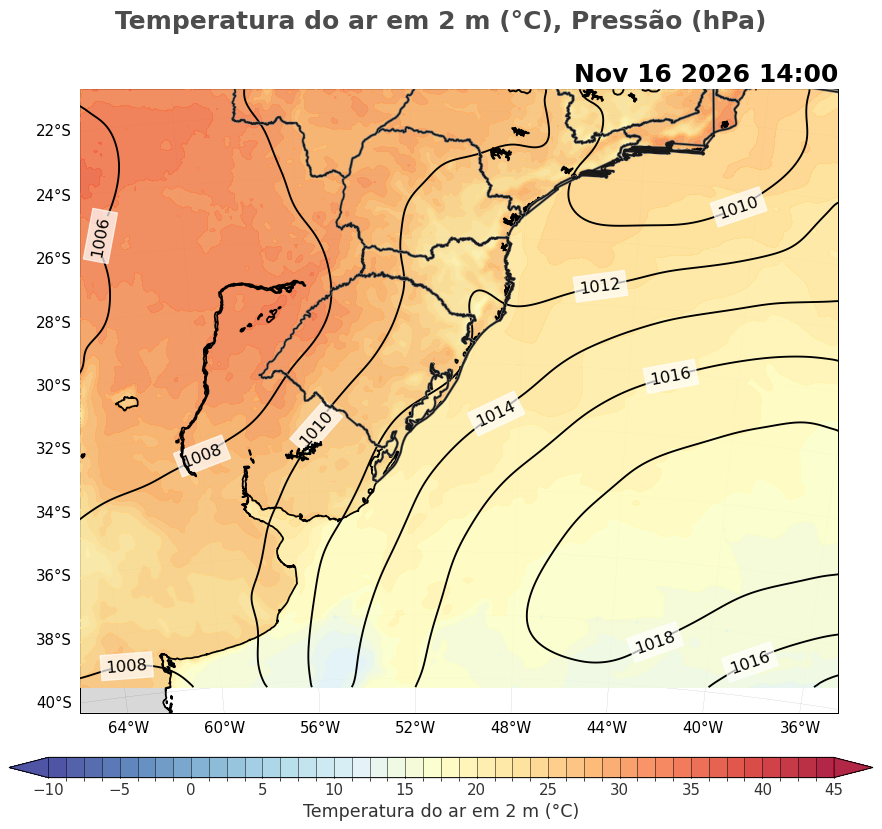 Temperatura do ar em 2 m (°C), Pressão (hPa)
Nov 16 2026 14:00
22°S
24°S
26°S
28°S
30°S
32°S
34°S
36°S
38°S
40°S
1006
1010
1012
1016
1014
1010
1008
1018
1016
1008
64°W 60°W 56°W 52°W 48°W 44°W 40°W 36°W
−10 −5 0 5 10 15 20 25 30 35 40 45
Temperatura do ar em 2 m (°C)